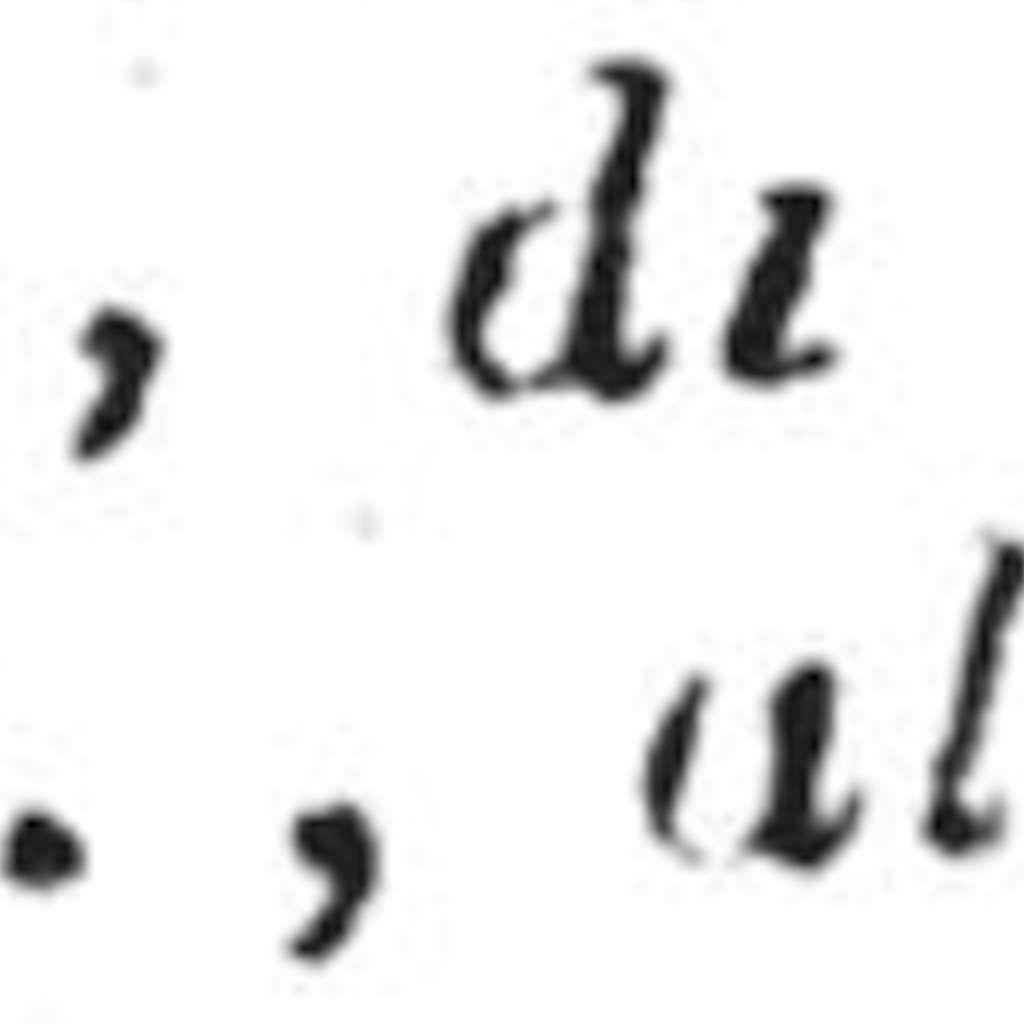 , di
. , al